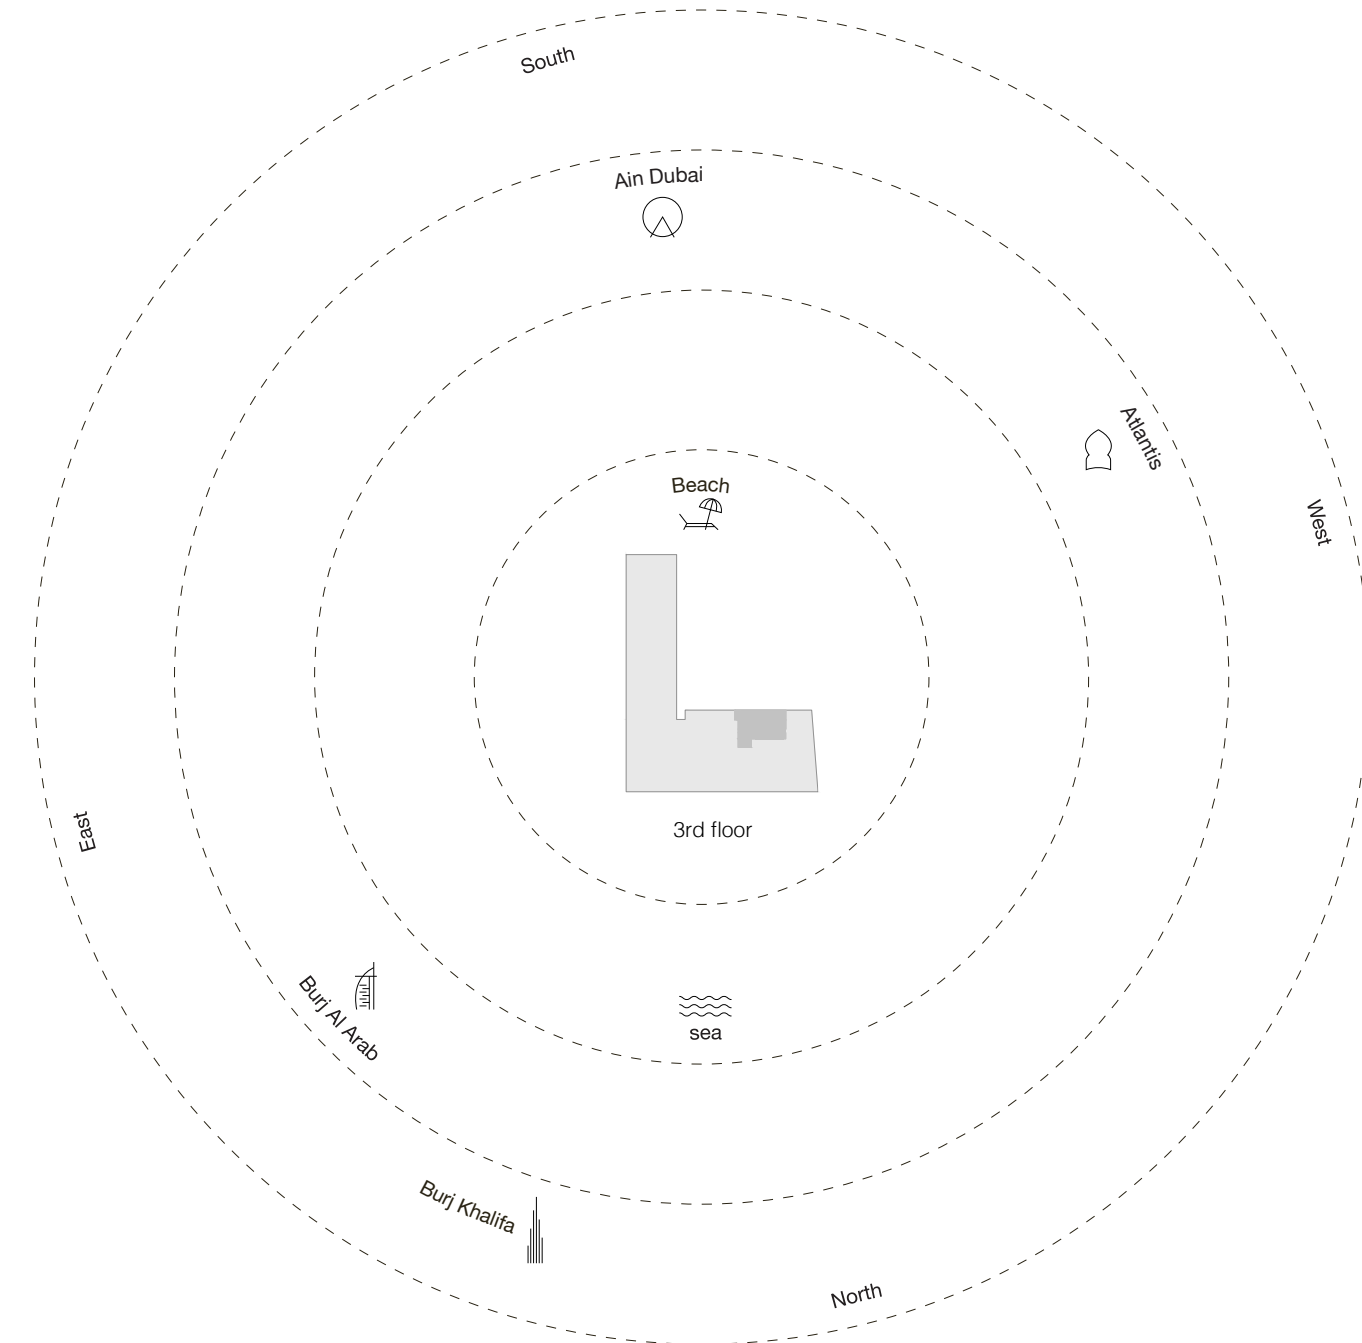 South
Ain Dubai
Atlantis
Beach
West
3rd floor
East
Burj Al Arab
sea
Burj Khalifa
North